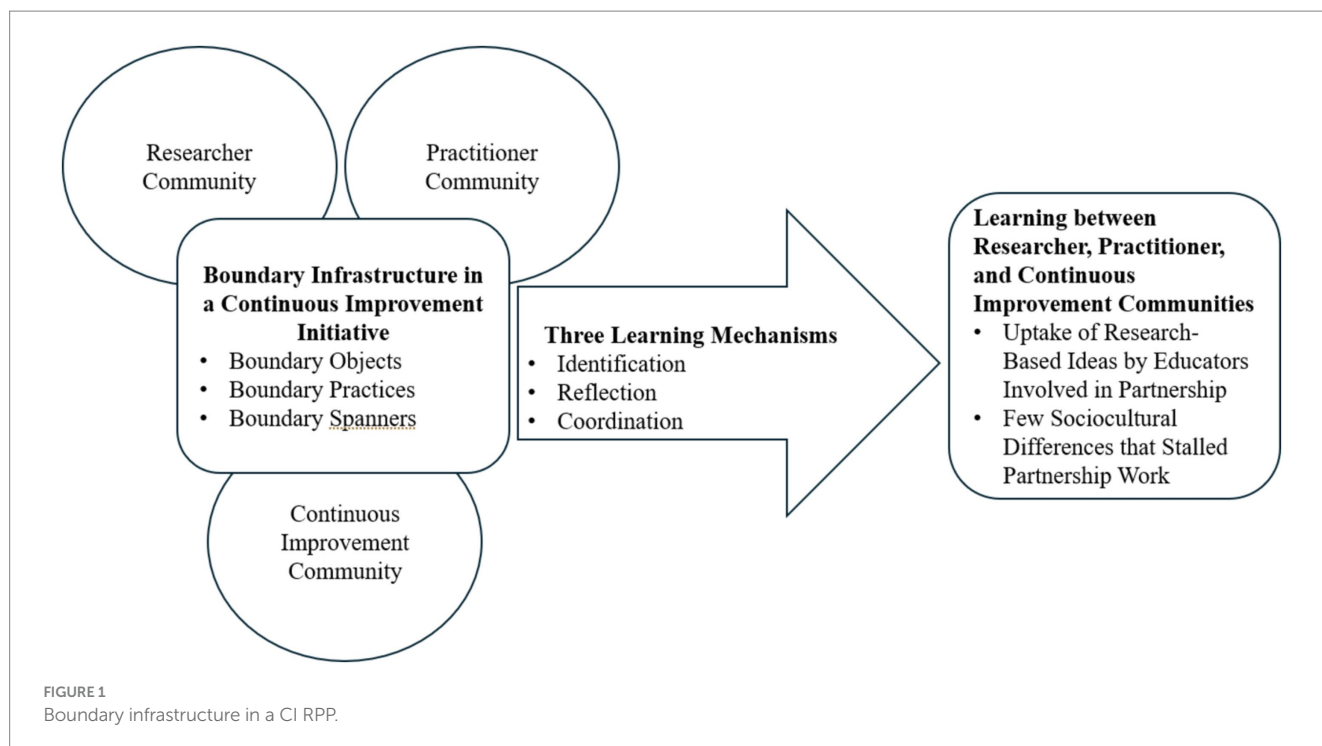 Researcher
Community
Practitioner
Community
Boundary Infrastructure in
a Continuous Improvement
Initiative
• Boundary Objects
• Boundary Practices
• Boundary Spanners
Continuous
Improvement
Community
Three Learning Mechanisms
• Identification
• Reflection
• Coordination
Learning between
Researcher, Practitioner,
and Continuous
Improvement Communities
• Uptake of Research-
Based Ideas by Educators
Involved in Partnership
• Few Sociocultural
Differences that Stalled
Partnership Work
FIGURE 1
Boundary infrastructure in a CI RPP.